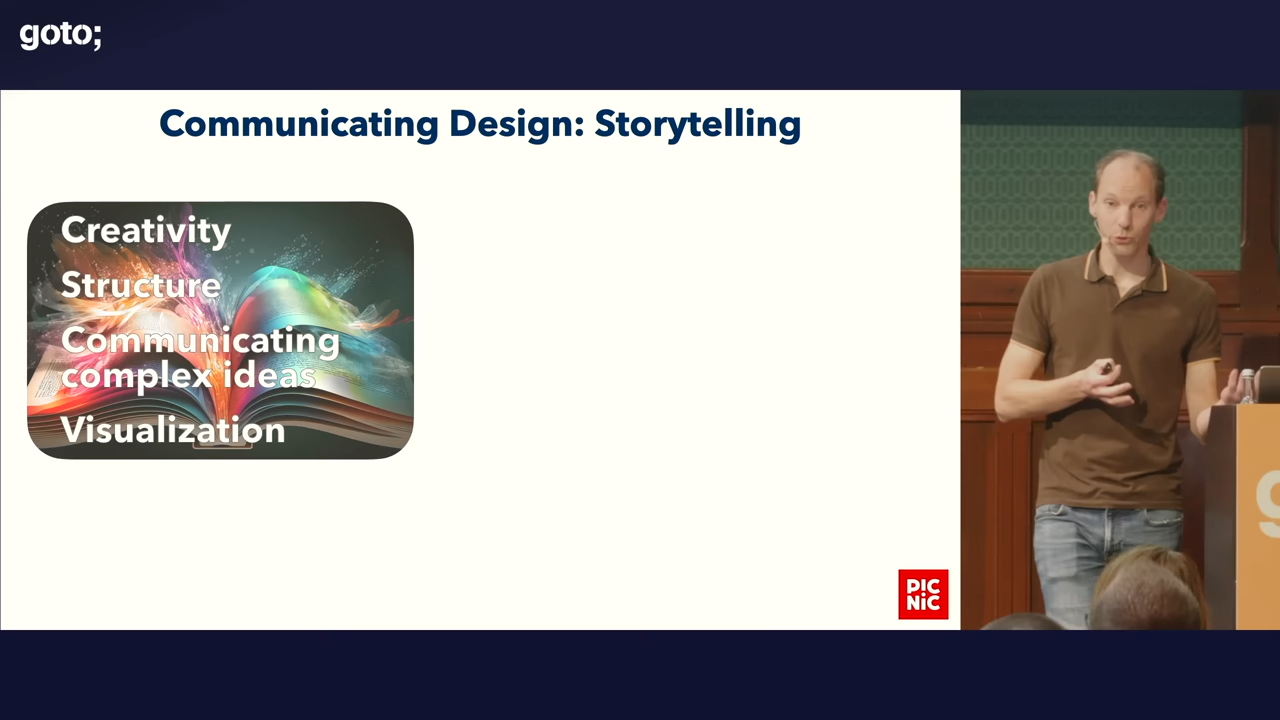 goto;
Communicating Design: Storytelling
Creativity
Structure
Communicating
complex ideas
Visualization
PiC
NiC
g